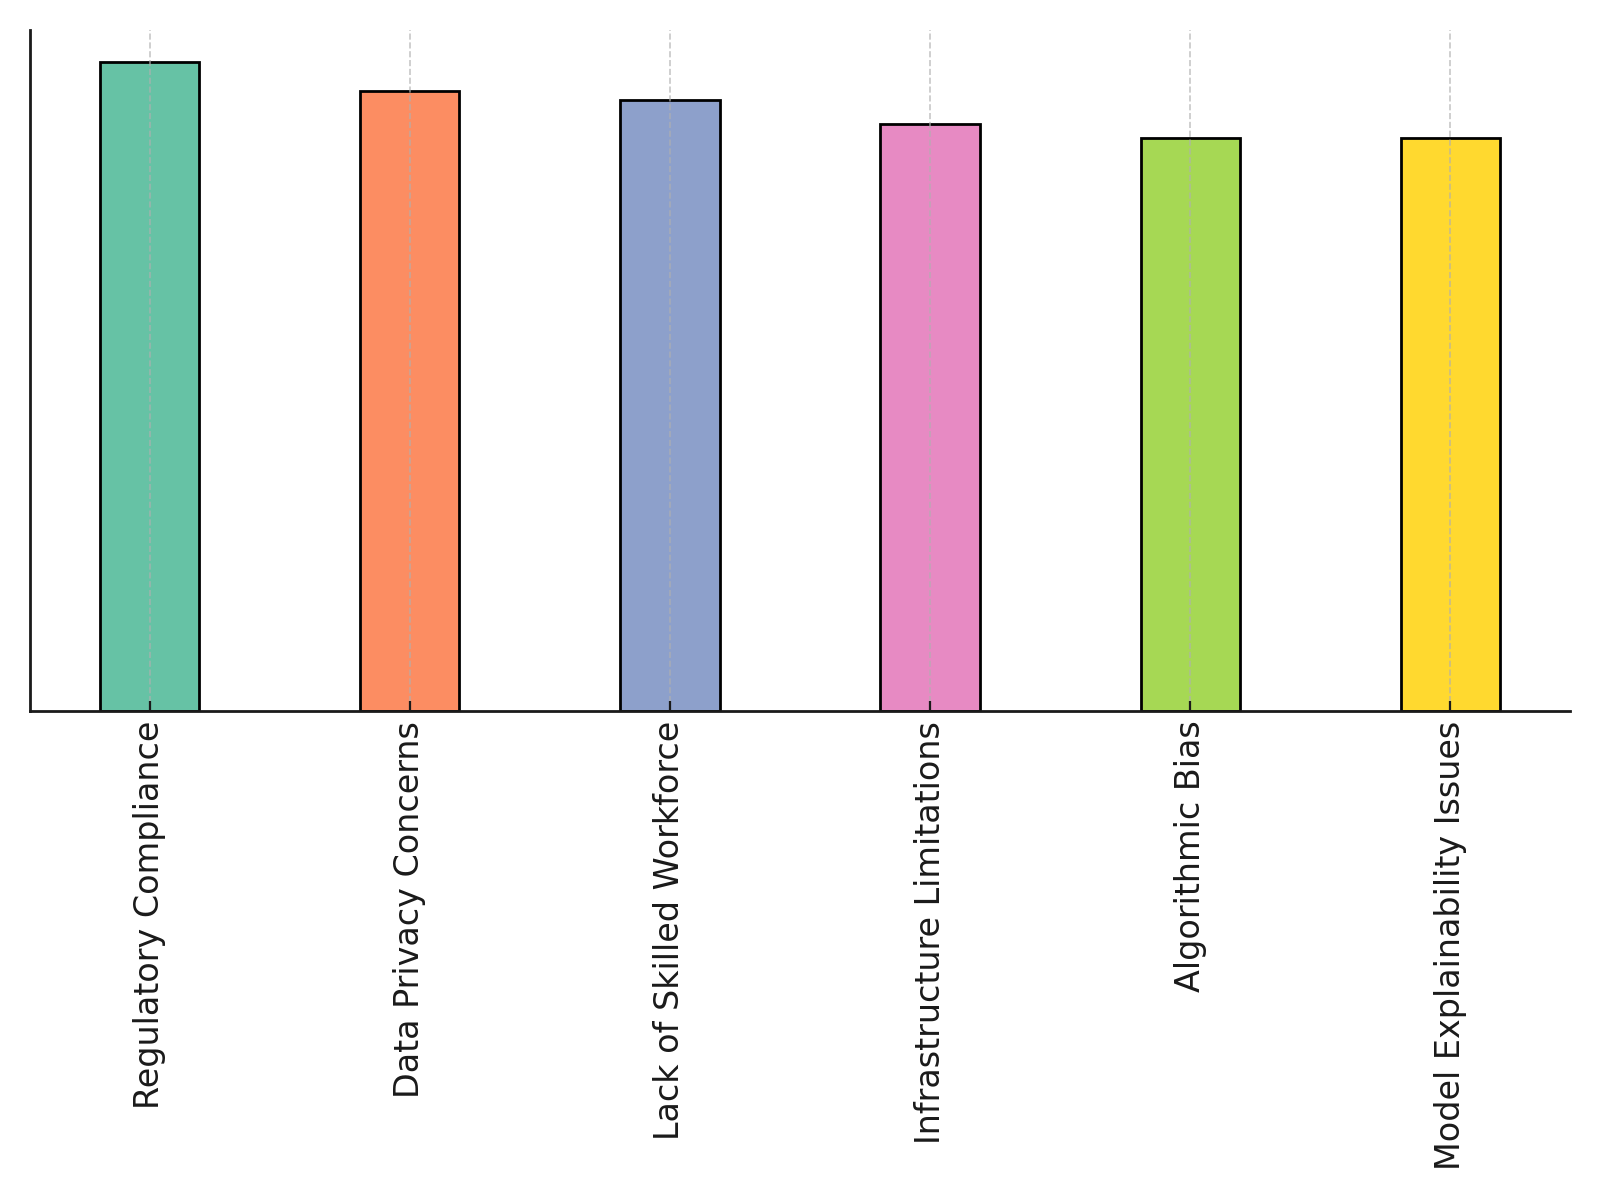 Regulatory Compliance
Data Privacy Concerns
Lack of Skilled Workforce
Infrastructure Limitations
Algorithmic Bias
Model Explainability Issues